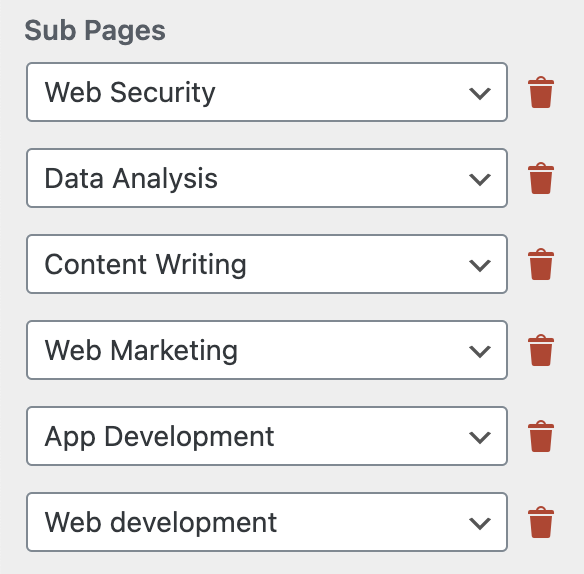 Sub Pages
Web Security
Data Analysis
Content Writing
Web Marketing
App Development
Web development